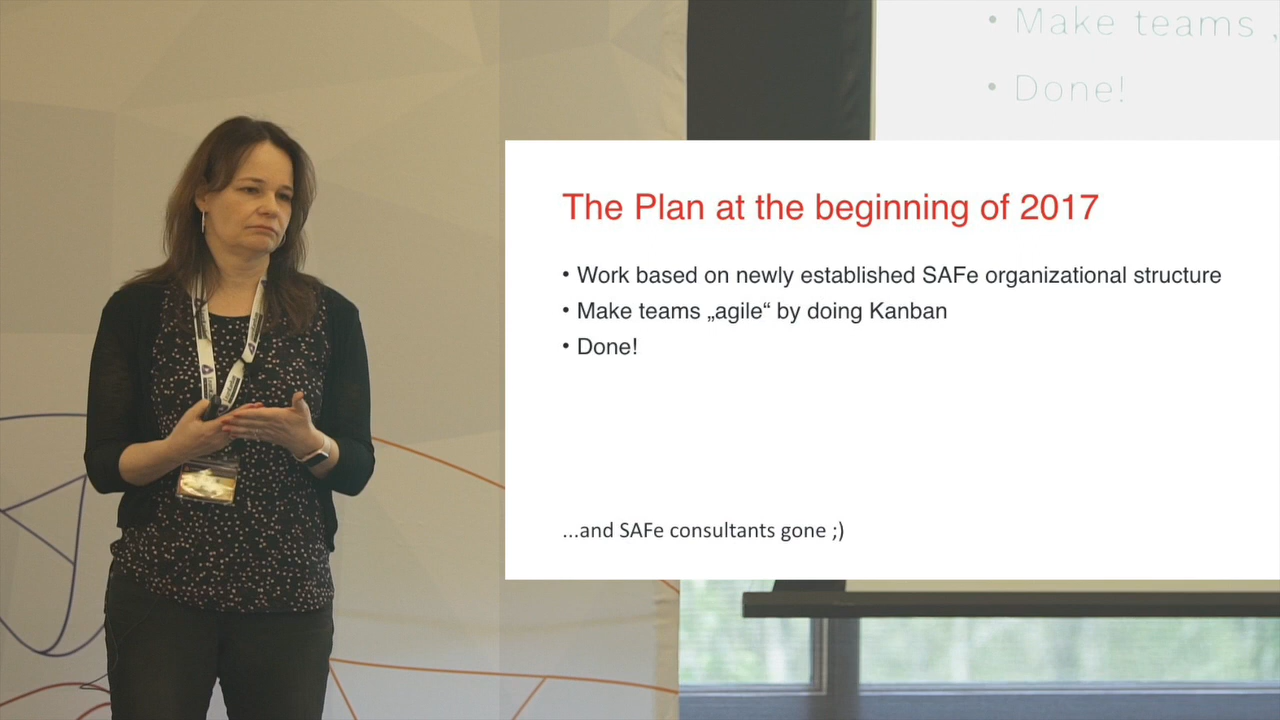 • Make teams „
• Done!
The Plan at the beginning of 2017
• Work based on newly established SAFe organizational structure
• Make teams „agile“ by doing Kanban
• Done!
...and SAFe consultants gone ;)